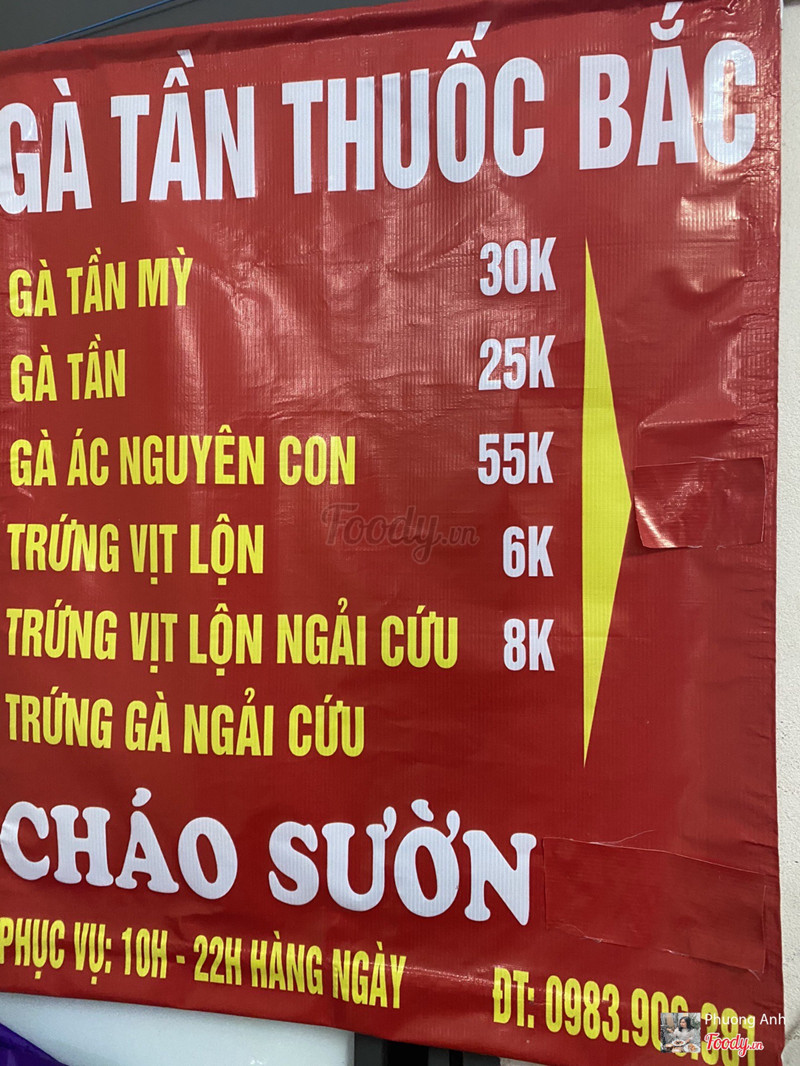 GÀ TẦN THUỐC BẮC
GÀ TẦN MỲ 30K
GÀ TẦN 25K
GÀ ÁC NGUYÊN CON 55K
Foody.vn
TRỨNG VỊT LỘN 6K
TRỨNG VỊT LỘN NGẢI CỨU 8K
TRỨNG GÀ NGẢI CỨU
CHÁO SƯỜN
PHỤC VỤ: 10H - 22H HÀNG NGÀY
ĐT:
Phuong Anh
Foody.vn